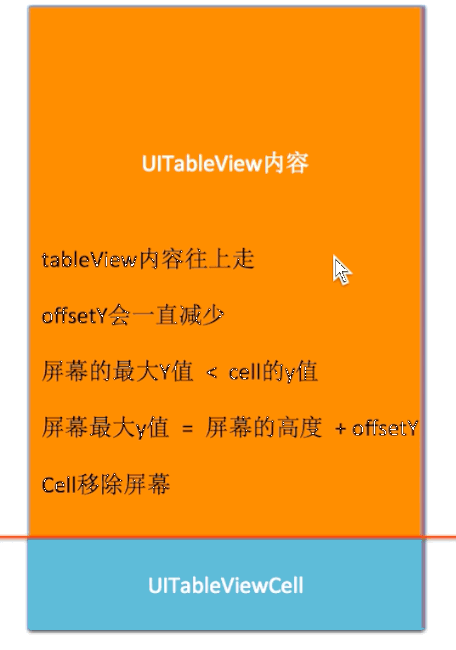 UITableView内容
tableView内容往上走
offsetY会一直减少
屏幕的最大Y值 < cell的y值
屏幕最大y值 = 屏幕的高度 + offsetY
Cell移除屏幕
UITableViewCell